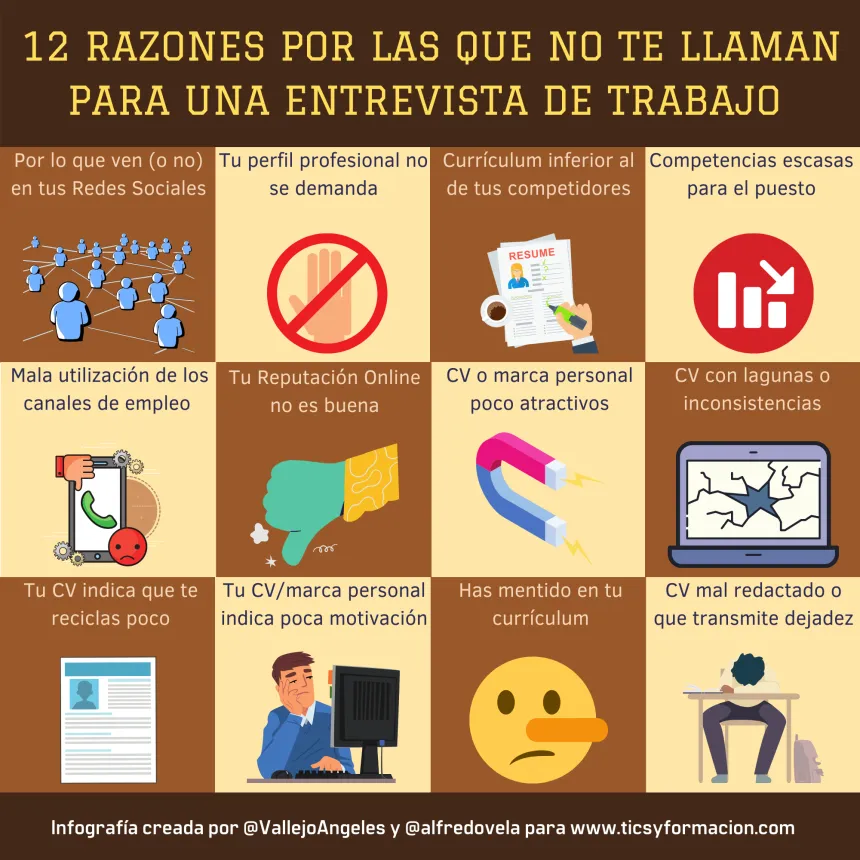 12 RAZONES POR LAS QUE NO TE LLAMAN
PARA UNA ENTREVISTA DE TRABAJO
Por lo que ven (o no)
en tus Redes Sociales
Tu perfil profesional no
se demanda
Currículum inferior al
de tus competidores
RESUME
Competencias escasas
para el puesto
Mala utilización de los
canales de empleo
Tu Reputación Online
no es buena
CV o marca personal
poco atractivos
CV con lagunas o
inconsistencias
Tu CV indica que te
reciclas poco
Tu CV/marca personal
indica poca motivación
Has mentido en tu
currículum
CV mal redactado o
que transmite dejadez
Infografía creada por @VallejoAngeles y @alfredovela para www.ticsyformacion.com